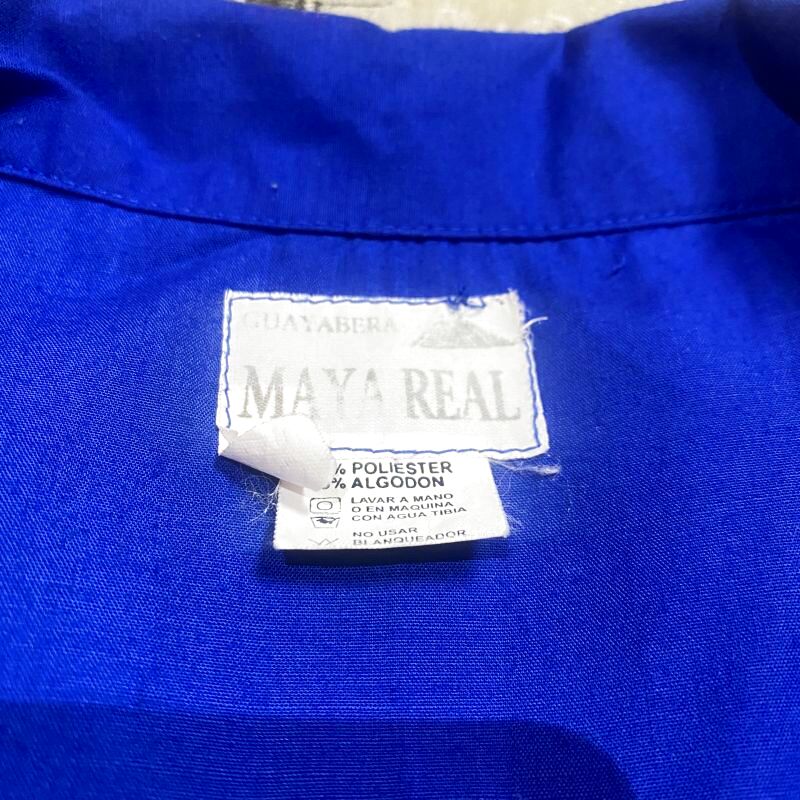 GUAYABERA
MAYA REAL
% POLIESTER
% ALGODON
LAVAR A MANO
O EN MAQUINA
CON AGUA TIBIA
NO USAR
BLANQUEADOR